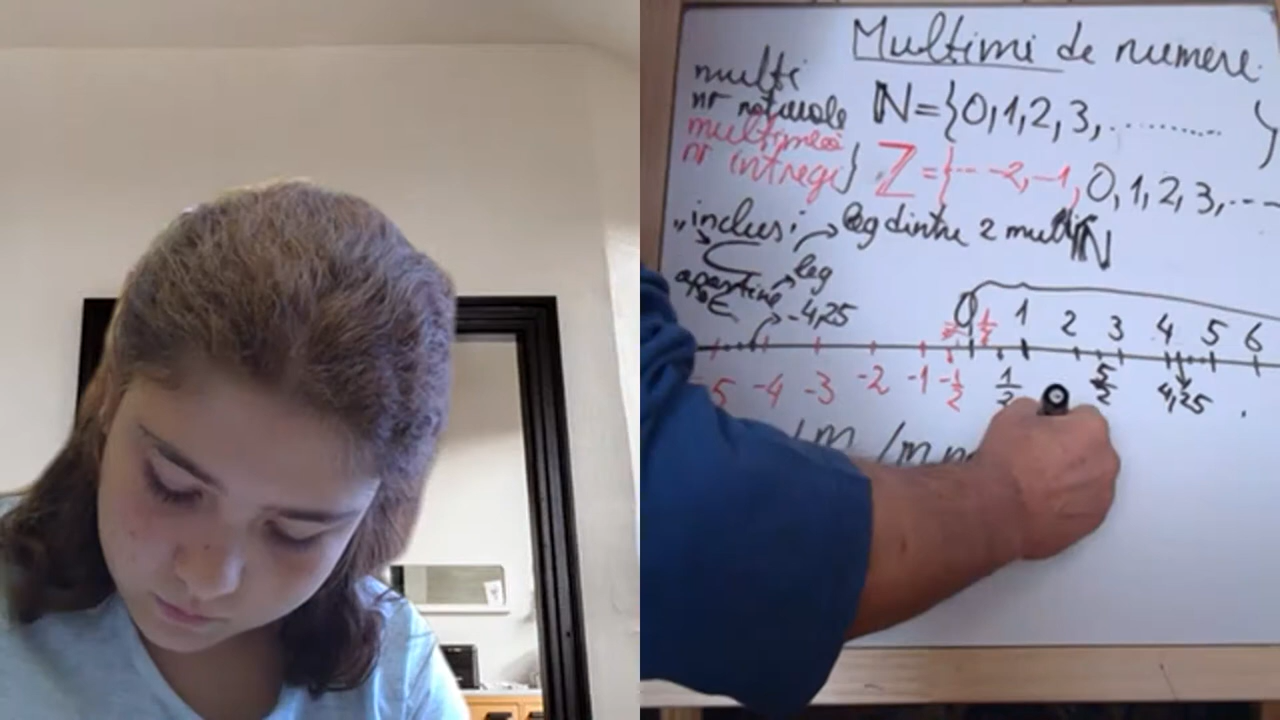 Multimi de numere
multi
nr naturale N={0,1,2,3,.......... }
multimea
nr intregi} Z={... -2,-1, 0,1,2,3,...
"inclus: leg dintre 2 multimi
N
apartine leg
∈ -4,25
0 1/2 1 2 3 4 5 6
-5 -4 -3 -2 -1 -1/2 1/2 5/2 4,25